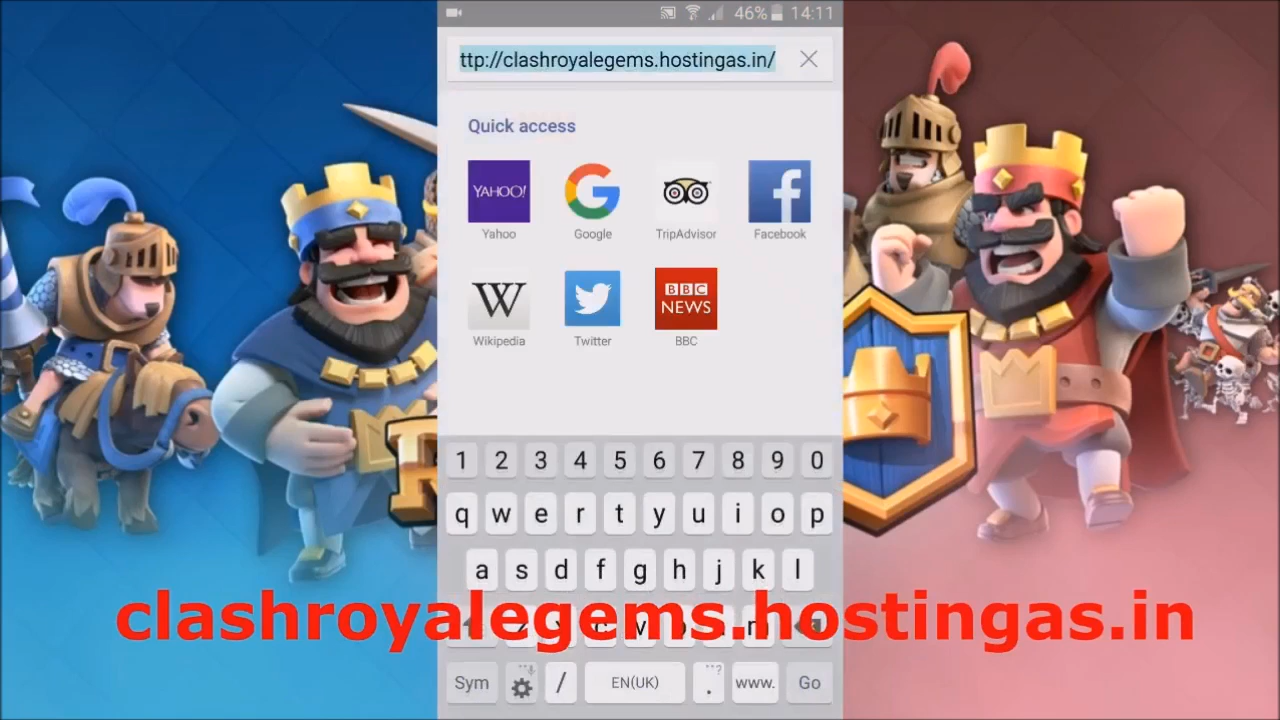 46% 14:11
ttp://clashroyalegems.hostingas.in/
Quick access
YAHOO!
Yahoo
Google
TripAdvisor
f
Facebook
W
Wikipedia
Twitter
BBC
NEWS
BBC
1 2 3 4 5 6 7 8 9 0
q w e r t y u i o p
a s d f g h j k l
clashroyalegems.hostingas.in
Sym / EN(UK) . www. Go